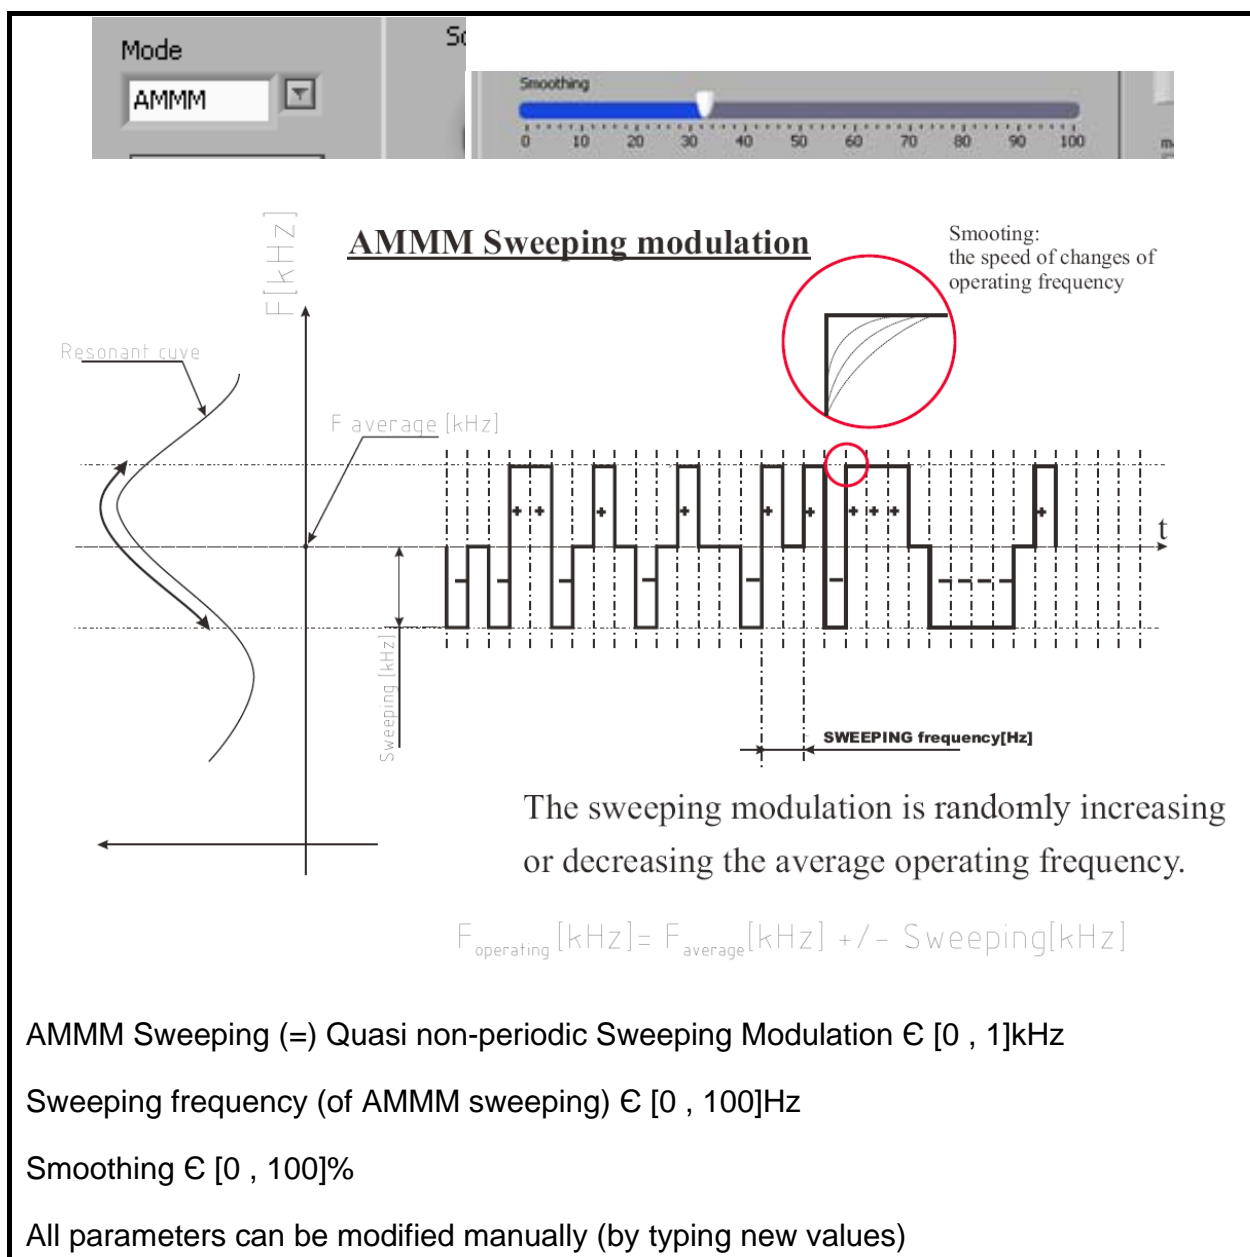 Mode
AMMM
Smoothing
0 10 20 30 40 50 60 70 80 90 100
AMMM Sweeping modulation
Smooting:
the speed of changes of
operating frequency
F[kHz]
Resonant cuve
F average [kHz]
+ + + + + + + + + +
t
− − − − − − − − − − −
Sweeping [kHz]
SWEEPING frequency[Hz]
The sweeping modulation is randomly increasing
or decreasing the average operating frequency.
Foperating [kHz]= Faverage[kHz] +/- Sweeping[kHz]
AMMM Sweeping (=) Quasi non-periodic Sweeping Modulation Є [0 , 1]kHz
Sweeping frequency (of AMMM sweeping) Є [0 , 100]Hz
Smoothing Є [0 , 100]%
All parameters can be modified manually (by typing new values)